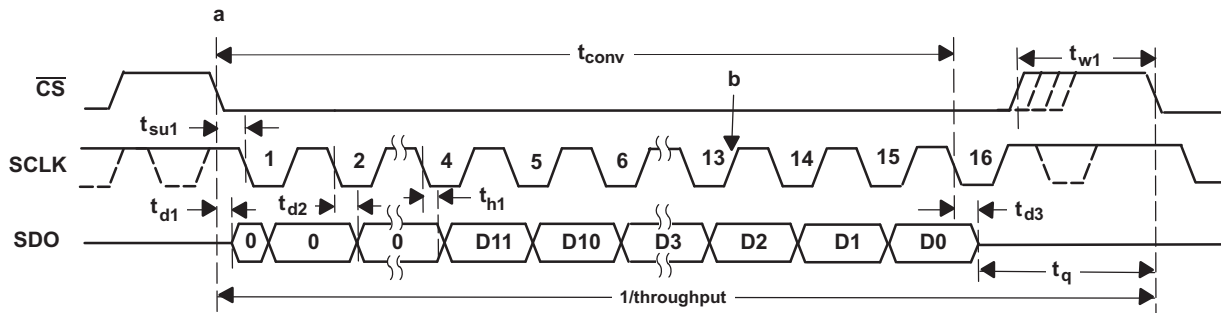 a
tconv
tw1
CS
b
tsu1
SCLK
1 2 4 5 6 13 14 15 16
td1 td2 th1 td3
SDO
0 0 0 D11 D10 D3 D2 D1 D0
tq
1/throughput